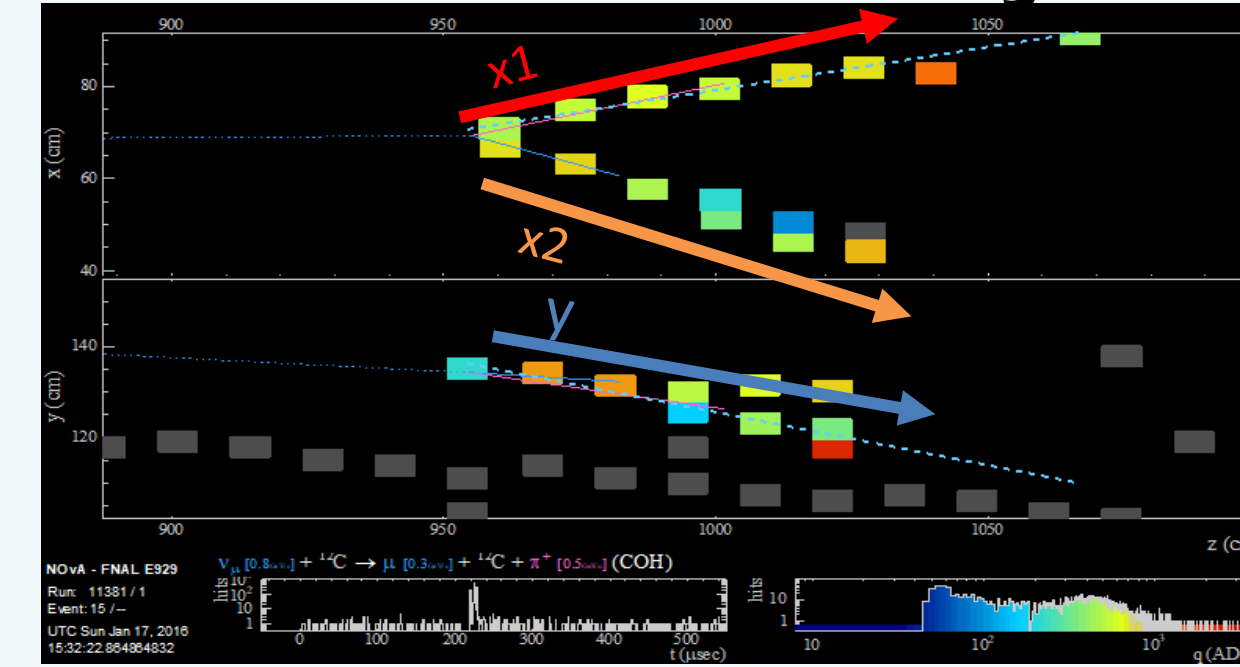 900 950 1000 1050
x1
80
x (cm)
60
x2
40
y
140
y (cm)
120
900 950 1000 1050
z (c
νμ [0.8GeV] + ¹²C → μ [0.3GeV] + ¹²C + π⁺ [0.5GeV] (COH)
NOvA - FNAL E929
Run: 11381 / 1
Event: 15 / --
UTC Sun Jan 17, 2016
15:32:22.864864832
hits
10²
10
1
0 100 200 300 400 500
t (μsec)
hits
10
1
10 10² 10³
q (AD